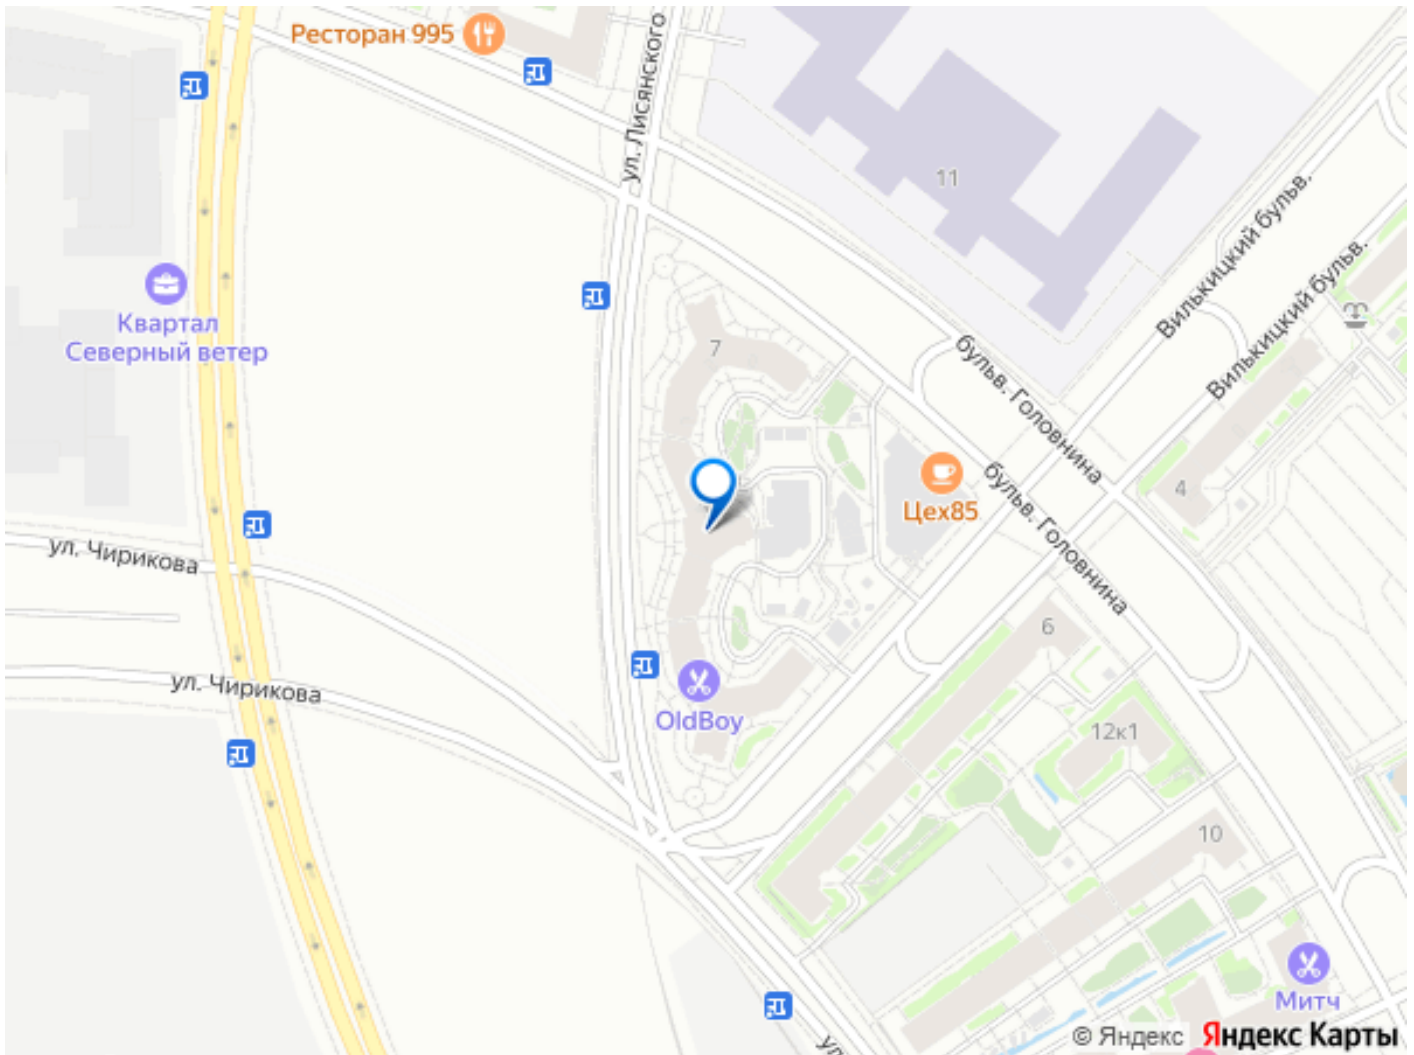 Ресторан 995
ул. Лисянского
11
Вилькицкий бульв.
Вилькицкий бульв.
Квартал
Северный ветер
7
бульв. Головнина
бульв. Головнина
Цех85
4
ул. Чирикова
ул. Чирикова
6
OldBoy
12к1
10
Митч
ул
© Яндекс Яндекс Карты